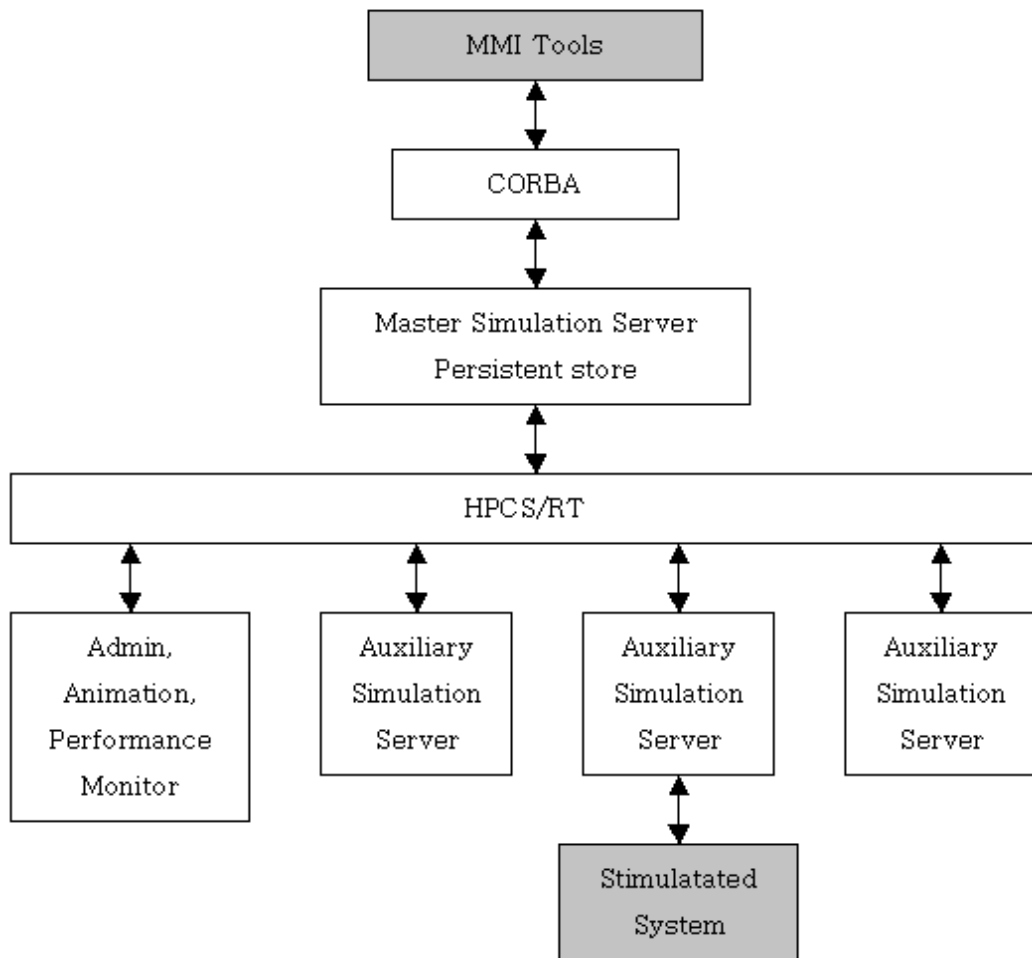 MMI Tools
CORBA
Master Simulation Server
Persistent store
HPCS/RT
Admin,
Animation,
Performance
Monitor
Auxiliary
Simulation
Server
Auxiliary
Simulation
Server
Auxiliary
Simulation
Server
Stimulatated
System